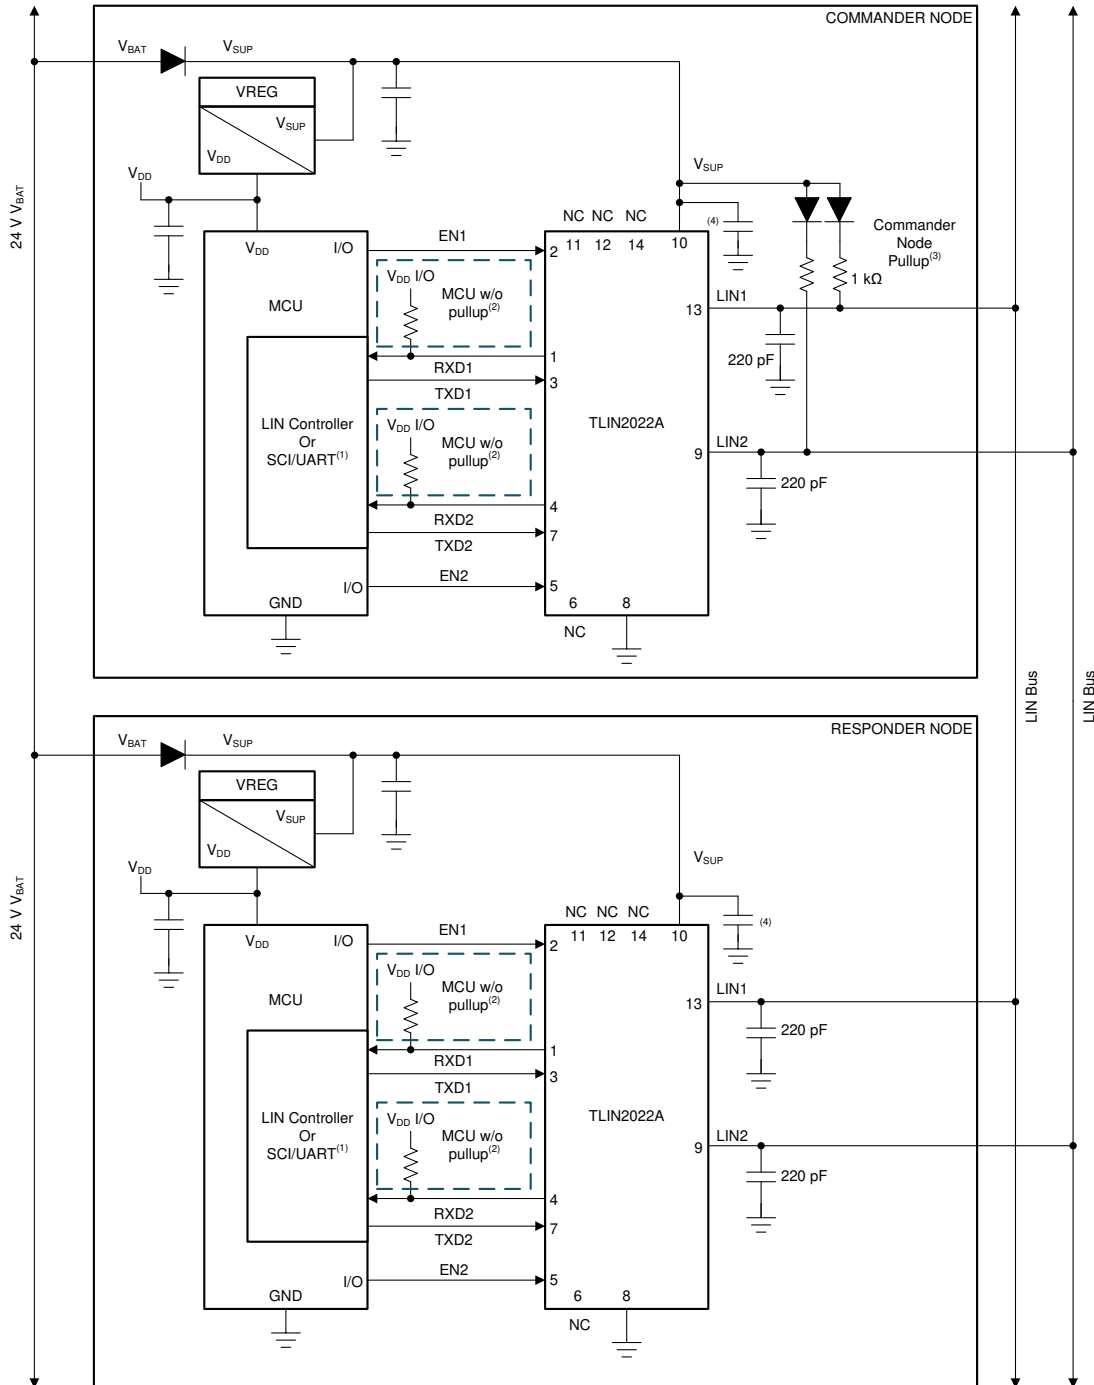 COMMANDER NODE
VBAT
VSUP
VREG
VSUP
VDD
VDD
24 V VBAT
VSUP
NC NC NC
(4)
Commander
Node
Pullup(3)
1 kΩ
VDD
I/O
EN1
2
11
12
14
10
MCU
VDD I/O
MCU w/o
pullup(2)
13
LIN1
220 pF
1
RXD1
3
TXD1
LIN Controller
Or
SCI/UART(1)
VDD I/O
MCU w/o
pullup(2)
TLIN2022A
9
LIN2
220 pF
4
RXD2
7
TXD2
I/O
EN2
5
GND
6
8
NC
LIN Bus
LIN Bus
RESPONDER NODE
VBAT
VSUP
VREG
VSUP
VDD
VDD
24 V VBAT
VSUP
NC NC NC
(4)
VDD
I/O
EN1
2
11
12
14
10
MCU
VDD I/O
MCU w/o
pullup(2)
13
LIN1
220 pF
1
RXD1
3
TXD1
LIN Controller
Or
SCI/UART(1)
VDD I/O
MCU w/o
pullup(2)
TLIN2022A
9
LIN2
220 pF
4
RXD2
7
TXD2
I/O
EN2
5
GND
6
8
NC